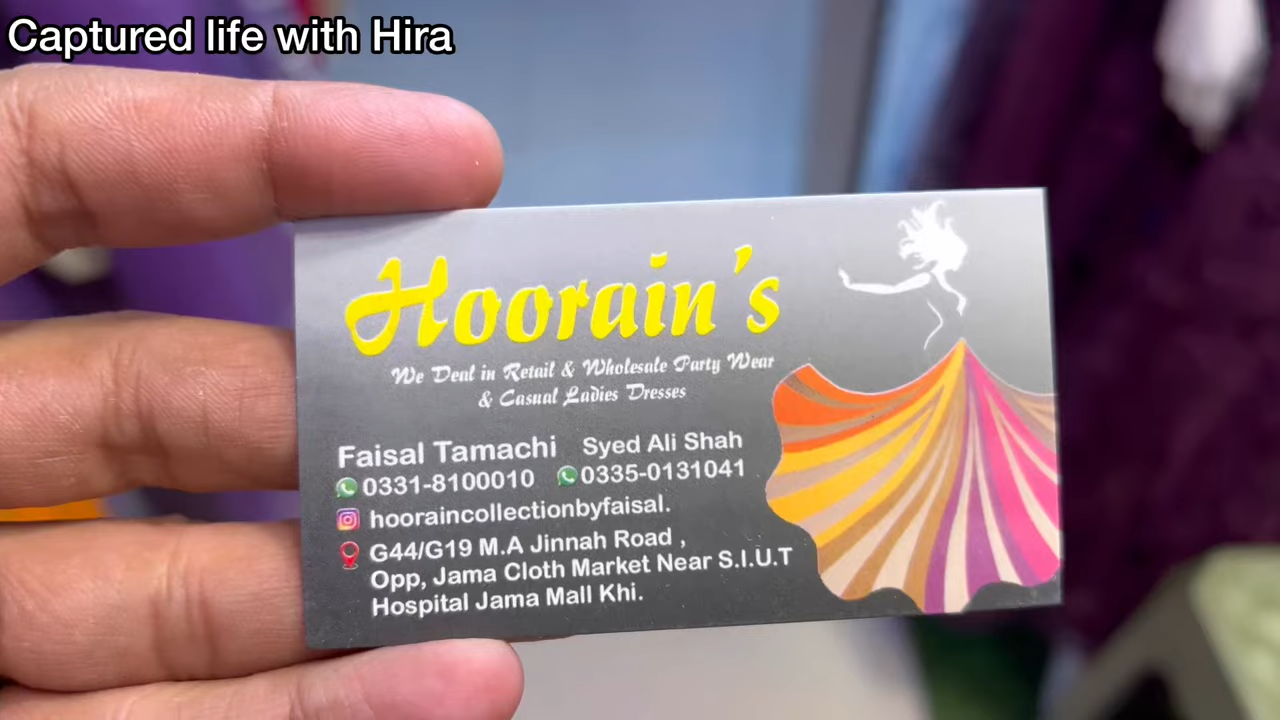 Captured life with Hira
Hoorain's
We Deal in Retail & Wholesale Party Wear
& Casual Ladies Dresses
Faisal Tamachi Syed Ali Shah
0331-8100010 0335-0131041
hooraincollectionbyfaisal.
G44/G19 M.A Jinnah Road ,
Opp, Jama Cloth Market Near S.I.U.T
Hospital Jama Mall Khi.